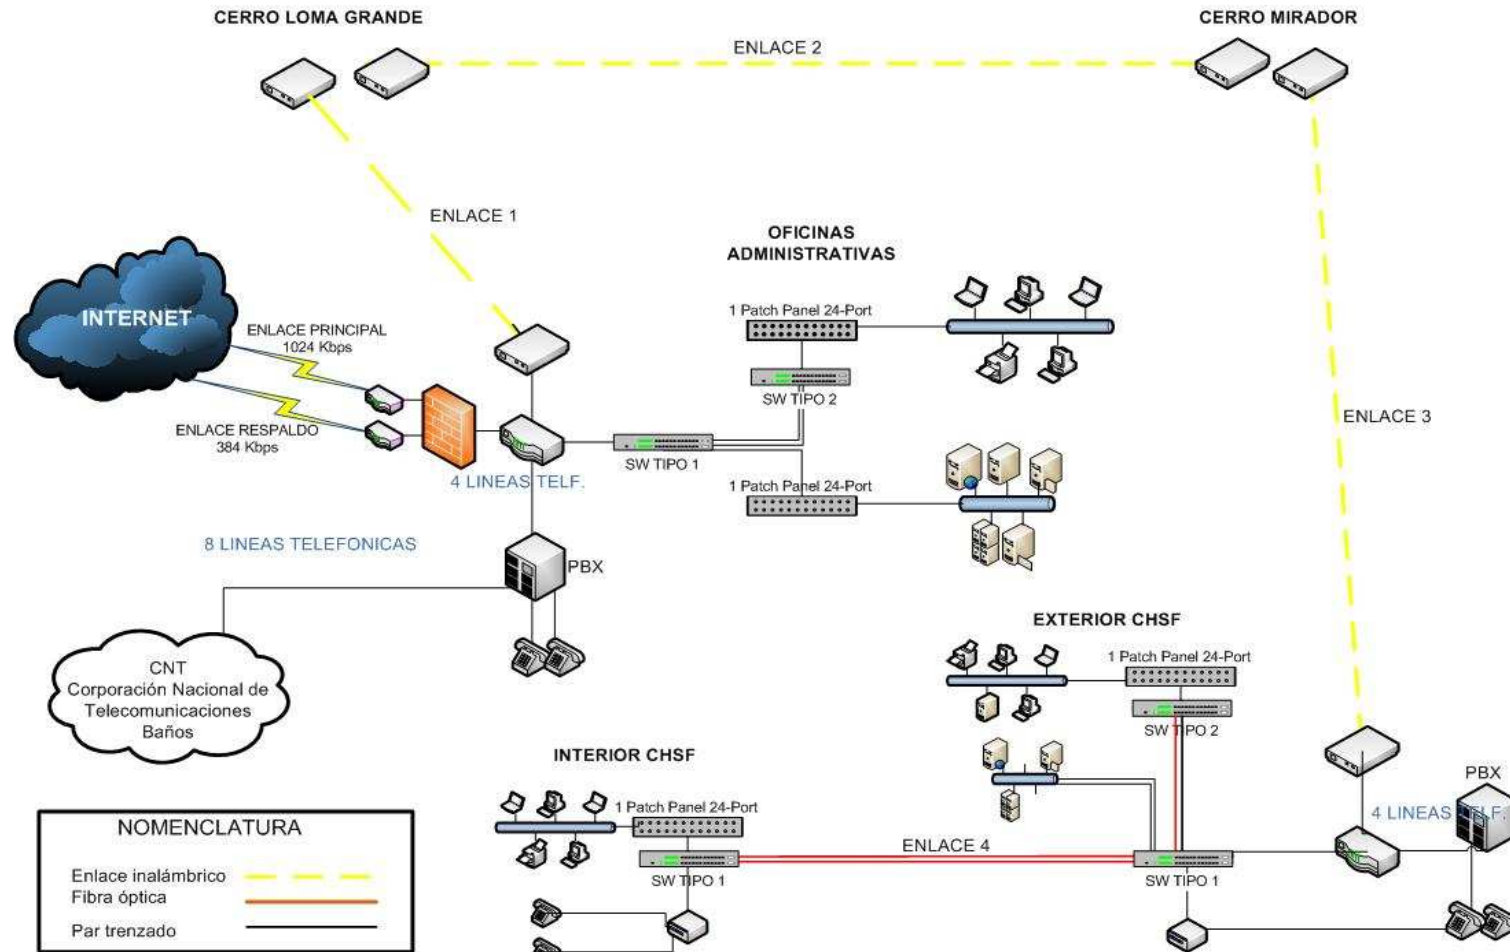 CERRO LOMA GRANDE
CERRO MIRADOR
ENLACE 2
ENLACE 1
OFICINAS
ADMINISTRATIVAS
INTERNET
ENLACE PRINCIPAL
1024 Kbps
1 Patch Panel 24-Port
SW TIPO 2
ENLACE RESPALDO
384 Kbps
SW TIPO 1
ENLACE 3
4 LINEAS TELF.
1 Patch Panel 24-Port
8 LINEAS TELEFONICAS
PBX
CNT
Corporación Nacional de
Telecomunicaciones
Baños
EXTERIOR CHSF
1 Patch Panel 24-Port
SW TIPO 2
INTERIOR CHSF
1 Patch Panel 24-Port
PBX
4 LINEAS TELF.
ENLACE 4
SW TIPO 1
SW TIPO 1
NOMENCLATURA
Enlace inalámbrico
Fibra óptica
Par trenzado